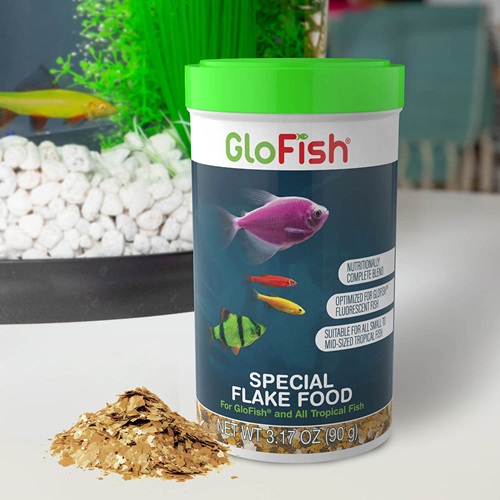 GloFish®
NUTRITIONALLY
COMPLETE BLEND
OPTIMIZED FOR GLOFISH®
FLUORESCENT FISH
SUITABLE FOR ALL SMALL TO
MID-SIZED TROPICAL FISH
SPECIAL
FLAKE FOOD
For GloFish® and All Tropical Fish
NET WT 3.17 OZ (90 g)